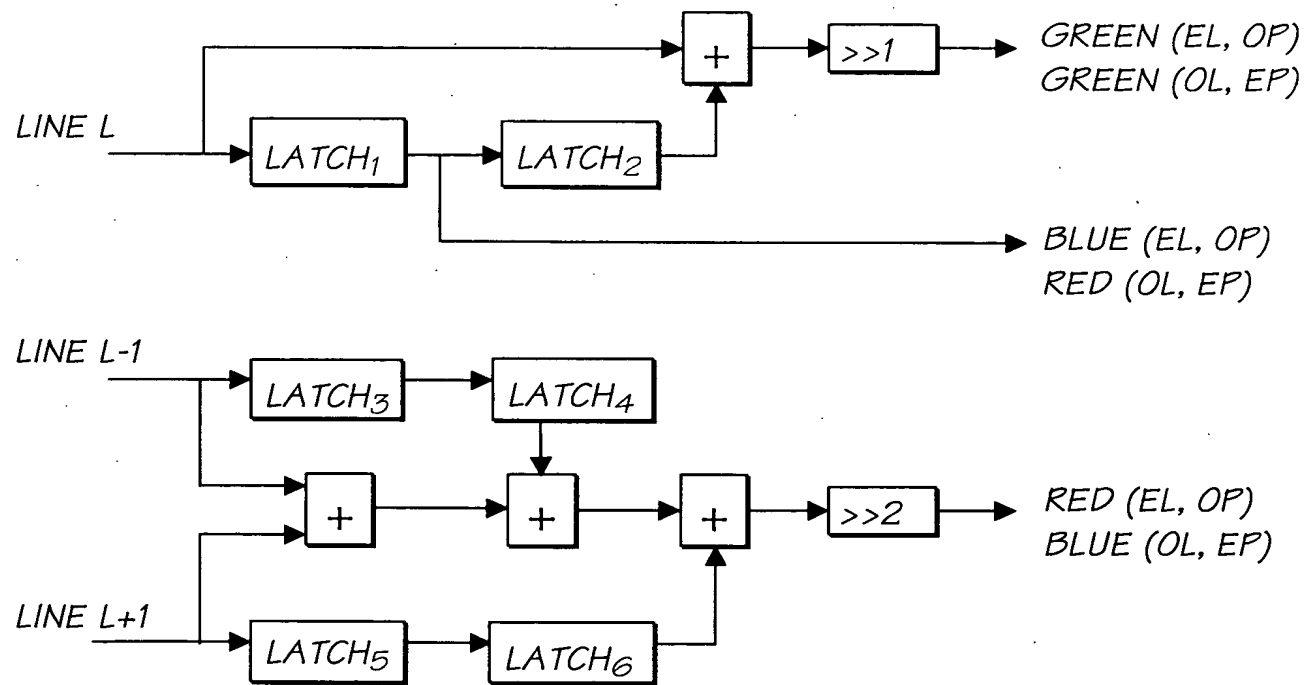 GREEN (EL, OP)
GREEN (OL, EP)
+
>>1
LINE L
LATCH1
LATCH2
BLUE (EL, OP)
RED (OL, EP)
LINE L-1
LATCH3
LATCH4
+
+
+
>>2
RED (EL, OP)
BLUE (OL, EP)
LINE L+1
LATCH5
LATCH6